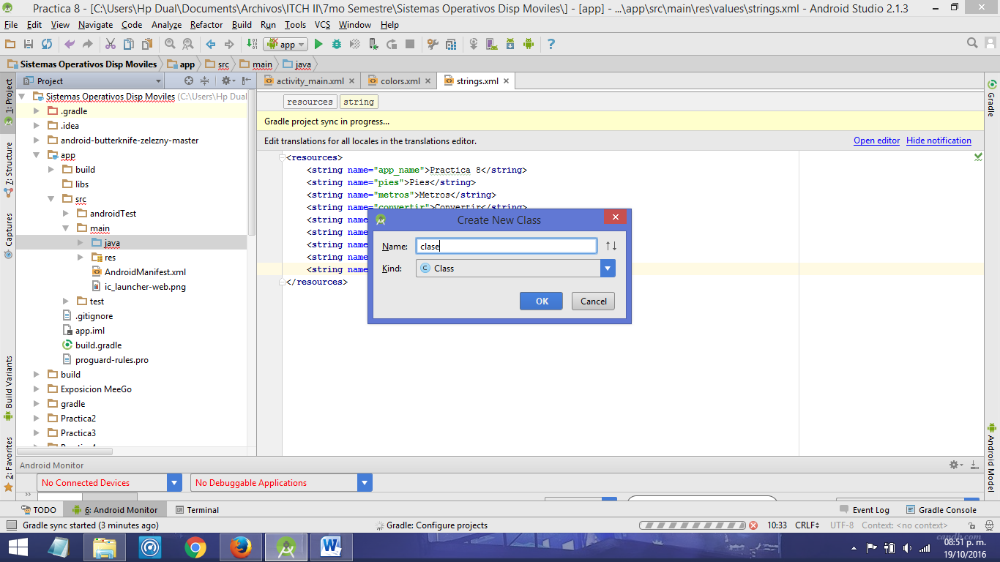 Practica 8 - [C:\Users\Hp Dual\Documents\Archivos\ITCH II\7mo Semestre\Sistemas Operativos Disp Moviles\] - [app] - ...\app\src\main\res\values\strings.xml - Android Studio 2.1.3
File Edit View Navigate Code Analyze Refactor Build Run Tools VCS Window Help
app
Sistemas Operativos Disp Moviles app src main java
1: Project
7: Structure
Captures
Build Variants
2: Favorites
Project
Sistemas Operativos Disp Moviles (C:\Users\Hp Dual
.gradle
.idea
android-butterknife-zelezny-master
app
build
libs
src
androidTest
main
java
res
AndroidManifest.xml
ic_launcher-web.png
test
.gitignore
app.iml
build.gradle
proguard-rules.pro
build
Exposicion MeeGo
gradle
Practica2
Practica3
activity_main.xml colors.xml strings.xml
resources string
Gradle project sync in progress...
Edit translations for all locales in the translations editor. Open editor Hide notification
<resources>
<string name="app_name">Practica 8</string>
<string name="pies">Pies</string>
<string name="metros">Metros</string>
<string name="convertir">Convertir</string>
<string name=
<string name=
<string name=
<string name=
<string name=
</resources>
Create New Class
Name: clase
Kind: Class
OK Cancel
Gradle
Android Model
Android Monitor
No Connected Devices No Debuggable Applications
TODO 6: Android Monitor Terminal Event Log Gradle Console
Gradle sync started (3 minutes ago) Gradle: Configure projects 10:33 CRLF UTF-8 Context: <no context>
candh.com
08:51 p. m.
19/10/2016